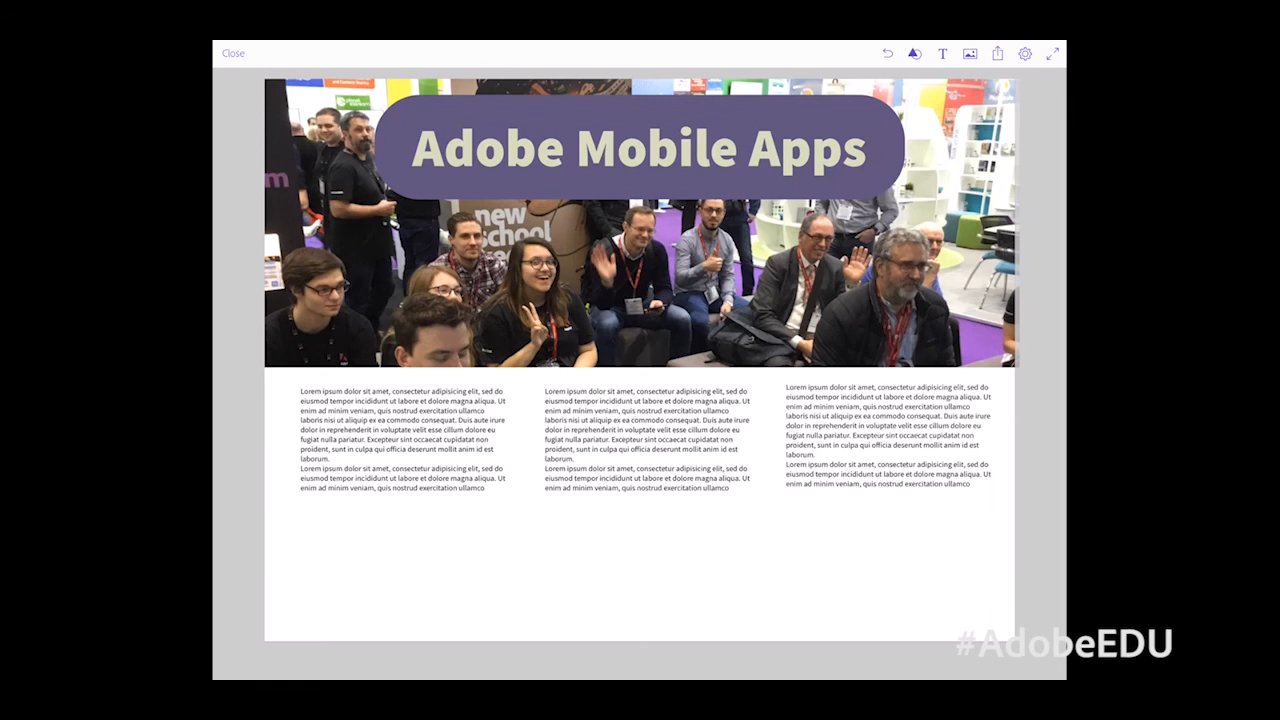 Close
T
Adobe Mobile Apps
m
new
school
Lorem ipsum dolor sit amet, consectetur adipisicing elit, sed do
eiusmod tempor incididunt ut labore et dolore magna aliqua. Ut
enim ad minim veniam, quis nostrud exercitation ullamco
laboris nisi ut aliquip ex ea commodo consequat. Duis aute irure
dolor in reprehenderit in voluptate velit esse cillum dolore eu
fugiat nulla pariatur. Excepteur sint occaecat cupidatat non
proident, sunt in culpa qui officia deserunt mollit anim id est
laborum.
Lorem ipsum dolor sit amet, consectetur adipisicing elit, sed do
eiusmod tempor incididunt ut labore et dolore magna aliqua. Ut
enim ad minim veniam, quis nostrud exercitation ullamco
Lorem ipsum dolor sit amet, consectetur adipisicing elit, sed do
eiusmod tempor incididunt ut labore et dolore magna aliqua. Ut
enim ad minim veniam, quis nostrud exercitation ullamco
laboris nisi ut aliquip ex ea commodo consequat. Duis aute irure
dolor in reprehenderit in voluptate velit esse cillum dolore eu
fugiat nulla pariatur. Excepteur sint occaecat cupidatat non
proident, sunt in culpa qui officia deserunt mollit anim id est
laborum.
Lorem ipsum dolor sit amet, consectetur adipisicing elit, sed do
eiusmod tempor incididunt ut labore et dolore magna aliqua. Ut
enim ad minim veniam, quis nostrud exercitation ullamco
Lorem ipsum dolor sit amet, consectetur adipisicing elit, sed do
eiusmod tempor incididunt ut labore et dolore magna aliqua. Ut
enim ad minim veniam, quis nostrud exercitation ullamco
laboris nisi ut aliquip ex ea commodo consequat. Duis aute irure
dolor in reprehenderit in voluptate velit esse cillum dolore eu
fugiat nulla pariatur. Excepteur sint occaecat cupidatat non
proident, sunt in culpa qui officia deserunt mollit anim id est
laborum.
Lorem ipsum dolor sit amet, consectetur adipisicing elit, sed do
eiusmod tempor incididunt ut labore et dolore magna aliqua. Ut
enim ad minim veniam, quis nostrud exercitation ullamco
#AdobeEDU